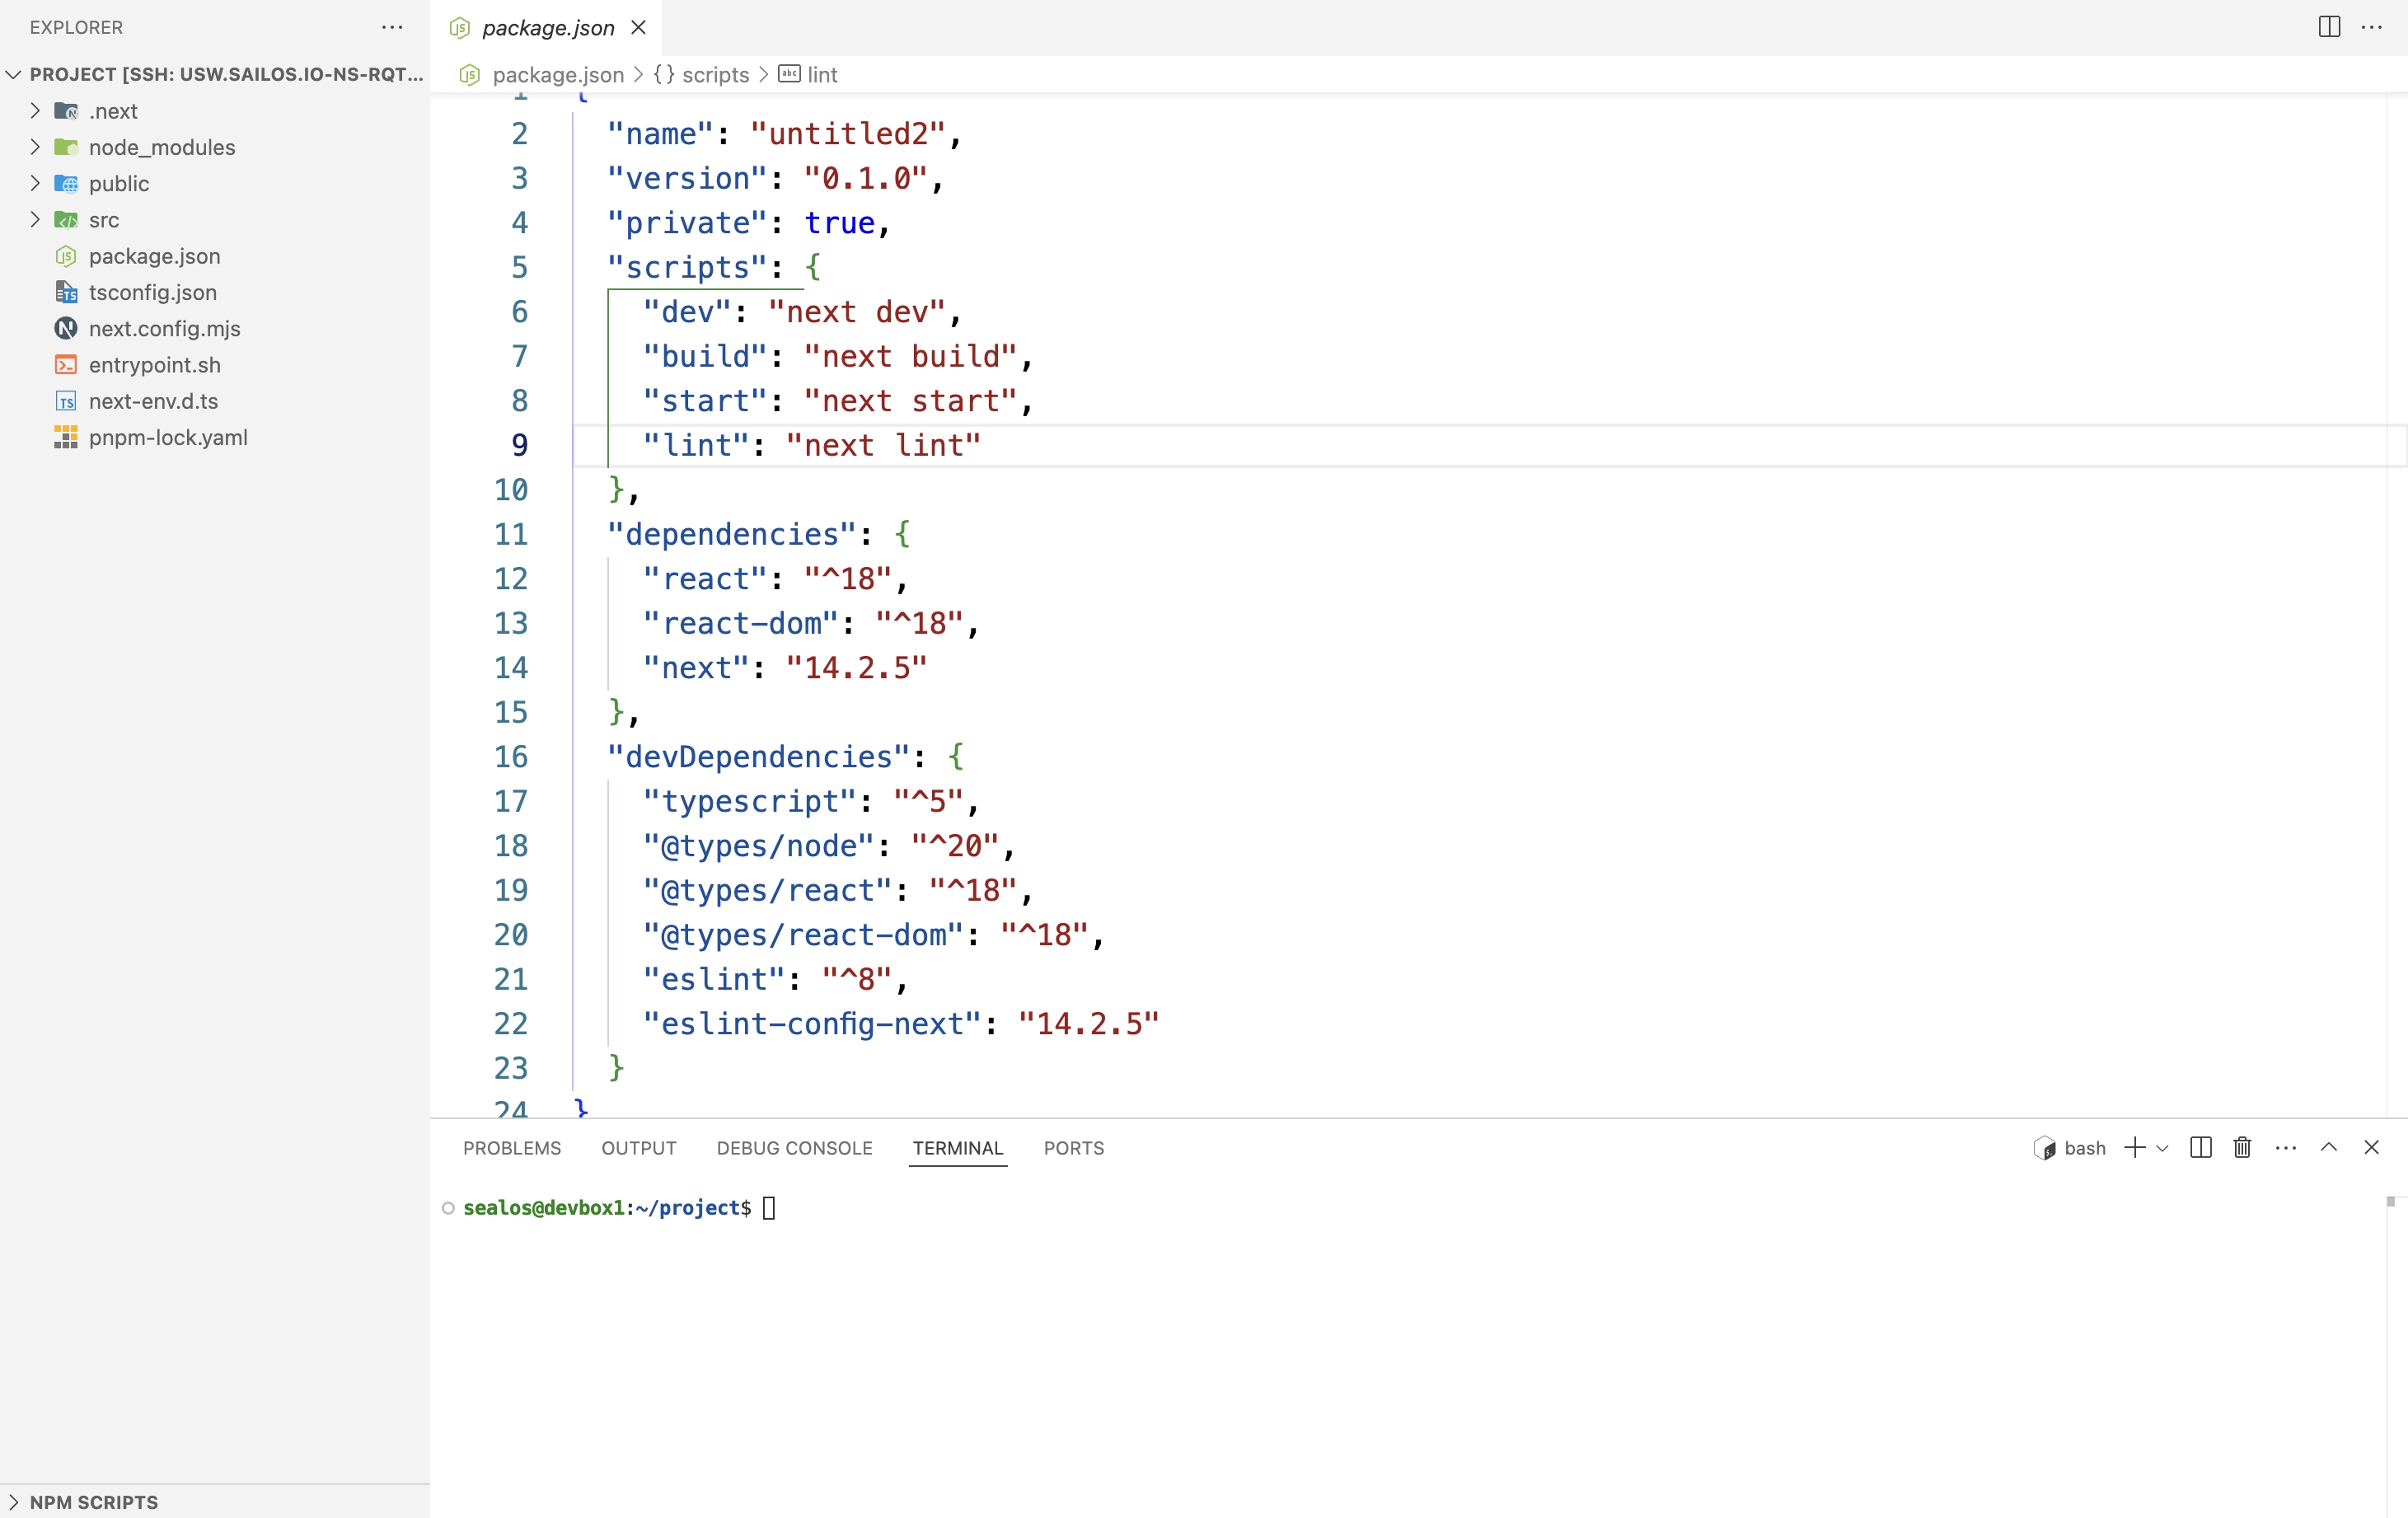 EXPLORER
PROJECT [SSH: USW.SAILOS.IO-NS-RQT...
.next
node_modules
public
src
package.json
tsconfig.json
next.config.mjs
entrypoint.sh
next-env.d.ts
pnpm-lock.yaml
NPM SCRIPTS
package.json
package.json > {} scripts > abc lint
1 {
2 "name": "untitled2",
3 "version": "0.1.0",
4 "private": true,
5 "scripts": {
6 "dev": "next dev",
7 "build": "next build",
8 "start": "next start",
9 "lint": "next lint"
10 },
11 "dependencies": {
12 "react": "^18",
13 "react-dom": "^18",
14 "next": "14.2.5"
15 },
16 "devDependencies": {
17 "typescript": "^5",
18 "@types/node": "^20",
19 "@types/react": "^18",
20 "@types/react-dom": "^18",
21 "eslint": "^8",
22 "eslint-config-next": "14.2.5"
23 }
24 }
PROBLEMS OUTPUT DEBUG CONSOLE TERMINAL PORTS bash
sealos@devbox1:~/project$